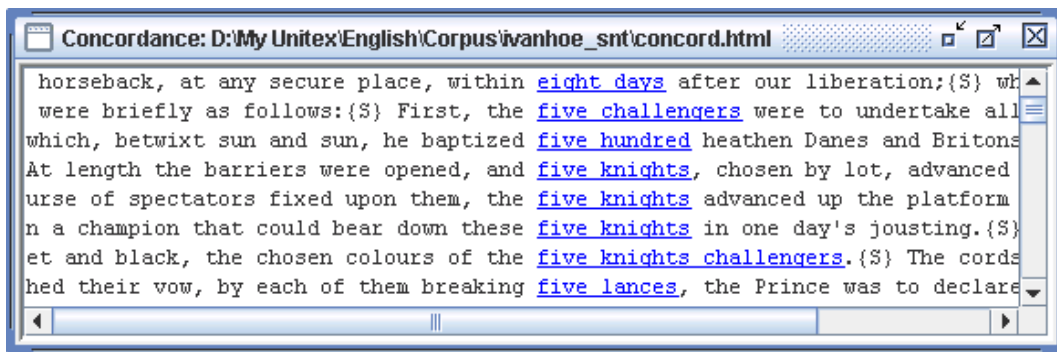 Concordance: D:\My Unitex\English\Corpus\ivanhoe_snt\concord.html
horseback, at any secure place, within eight days after our liberation;{S} wh
were briefly as follows:{S} First, the five challengers were to undertake all
which, betwixt sun and sun, he baptized five hundred heathen Danes and Britons
At length the barriers were opened, and five knights, chosen by lot, advanced
urse of spectators fixed upon them, the five knights advanced up the platform
n a champion that could bear down these five knights in one day's jousting.{S}
et and black, the chosen colours of the five knights challengers.{S} The cords
hed their vow, by each of them breaking five lances, the Prince was to declare